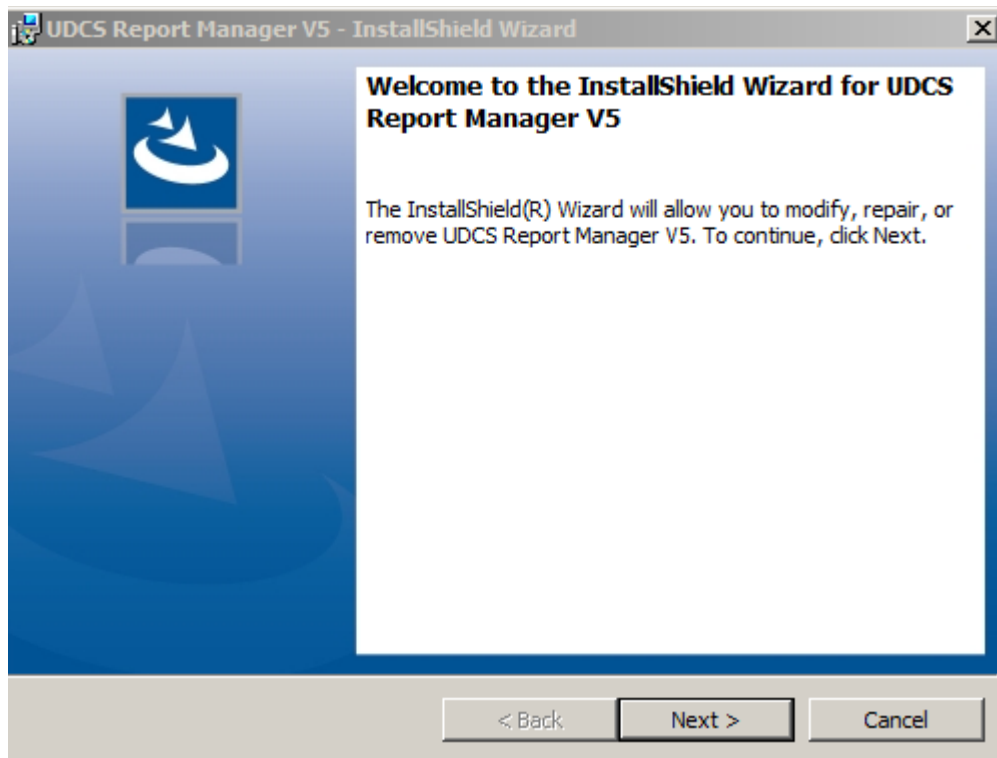 UDCS Report Manager V5 - InstallShield Wizard
Welcome to the InstallShield Wizard for UDCS
Report Manager V5
The InstallShield(R) Wizard will allow you to modify, repair, or
remove UDCS Report Manager V5. To continue, click Next.
< Back
Next >
Cancel